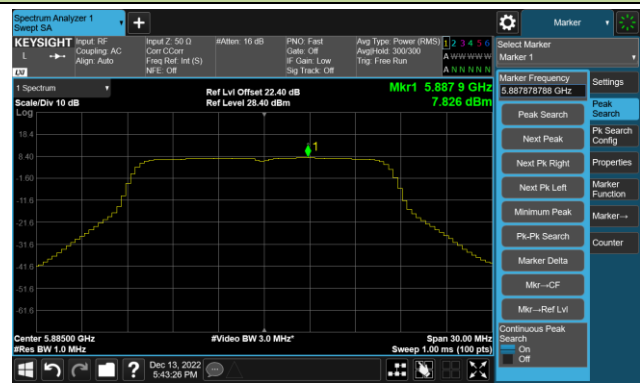 Spectrum Analyzer 1
Swept SA
Marker
KEYSIGHT
L
LXI
Input: RF
Coupling: AC
Align: Auto
Input Z: 50 Ω
Corr CCorr
Freq Ref: Int (S)
NFE: Off
#Atten: 16 dB
PNO: Fast
Gate: Off
IF Gain: Low
Sig Track: Off
Avg Type: Power (RMS)
Avg|Hold: 300/300
Trig: Free Run
1 2 3 4 5 6
A W W W W W
A N N N N N
Select Marker
Marker 1
1 Spectrum
Scale/Div 10 dB
Log
Ref Lvl Offset 22.40 dB
Ref Level 28.40 dBm
Mkr1 5.887 9 GHz
7.826 dBm
18.4
8.40
-1.60
-11.6
-21.6
-31.6
-41.6
-51.6
-61.6
1
Center 5.88500 GHz
#Res BW 1.0 MHz
#Video BW 3.0 MHz*
Span 30.00 MHz
Sweep 1.00 ms (100 pts)
Marker Frequency
5.887878788 GHz
Peak Search
Next Peak
Next Pk Right
Next Pk Left
Minimum Peak
Pk-Pk Search
Marker Delta
Mkr→CF
Mkr→Ref Lvl
Continuous Peak
Search
On
Off
Settings
Peak
Search
Pk Search
Config
Properties
Marker
Function
Marker→
Counter
Dec 13, 2022
5:43:26 PM